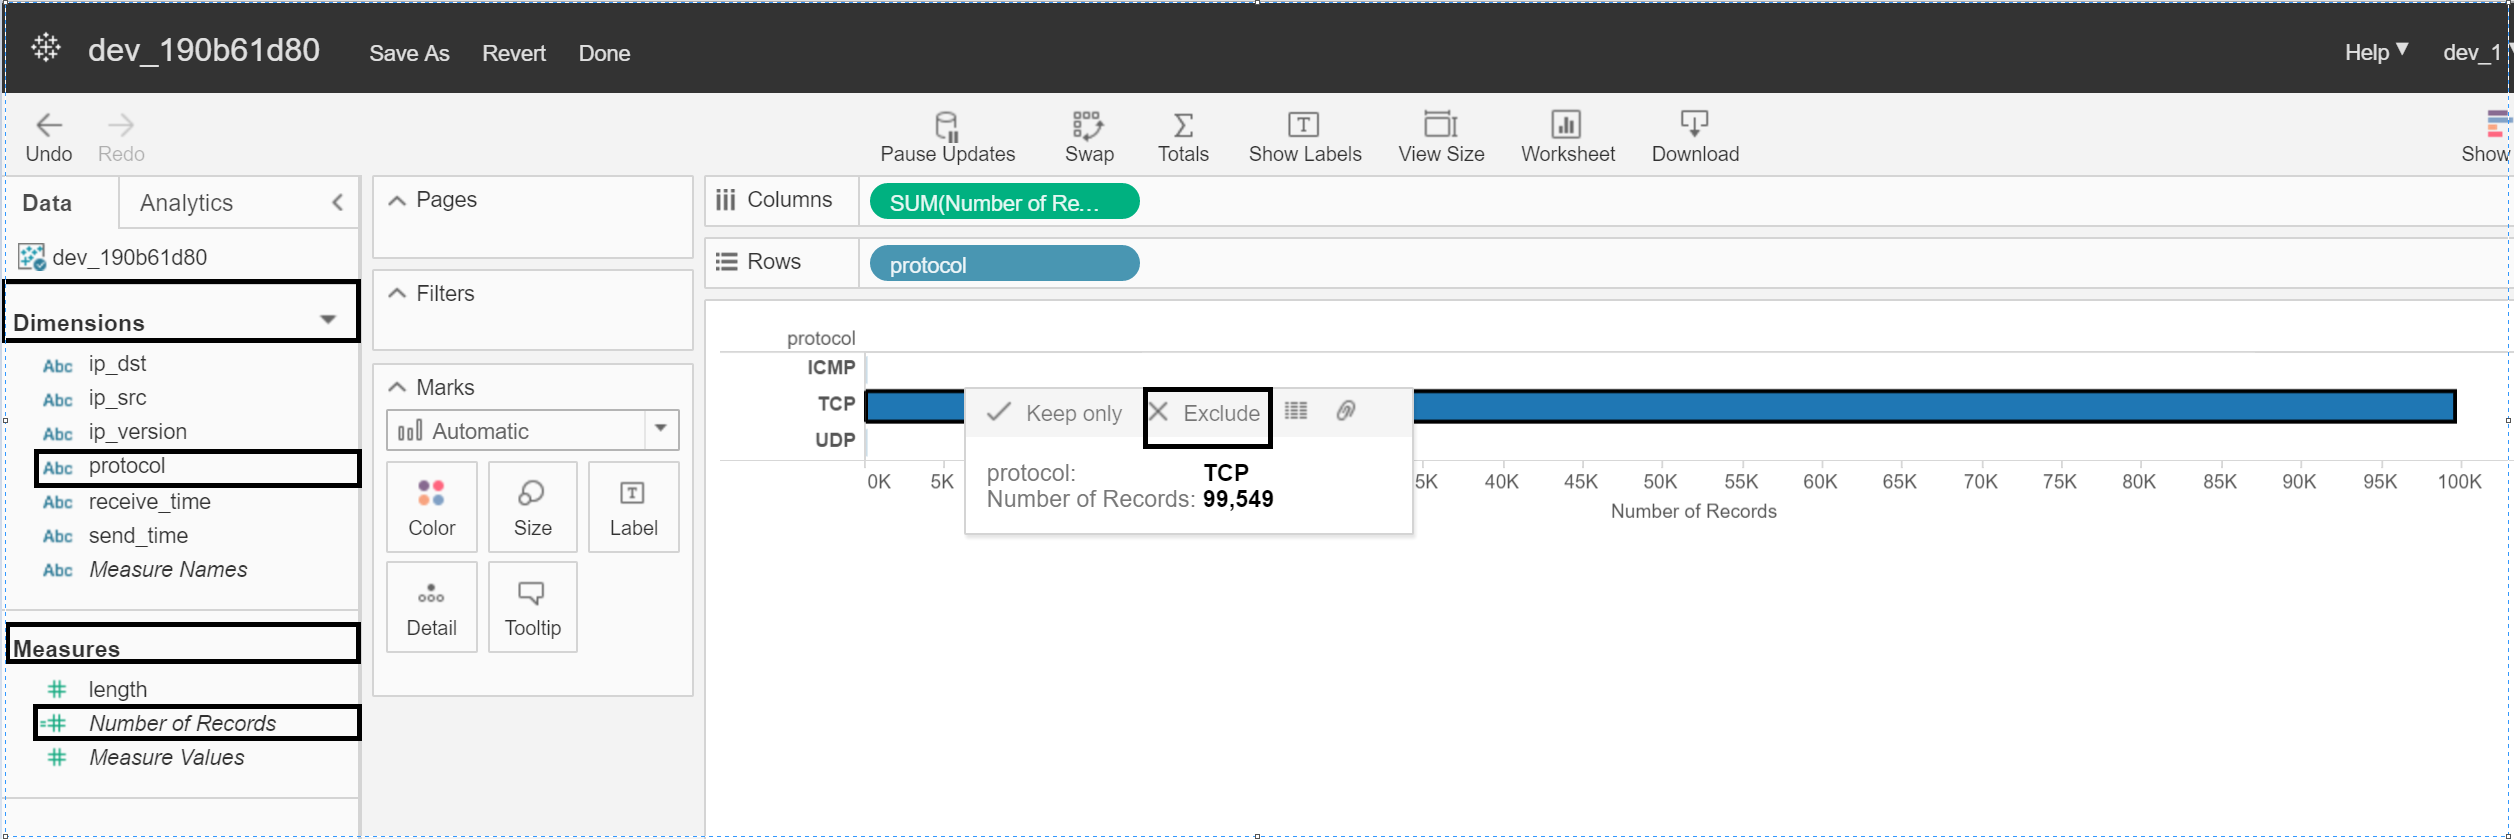 dev_190b61d80 Save As Revert Done Help dev_1
Undo Redo Pause Updates Swap Totals Show Labels View Size Worksheet Download Show
Data Analytics
dev_190b61d80
Dimensions
Abc ip_dst
Abc ip_src
Abc ip_version
Abc protocol
Abc receive_time
Abc send_time
Abc Measure Names
Measures
length
Number of Records
Measure Values
Pages
Filters
Marks
Automatic
Color Size Label
Detail Tooltip
Columns SUM(Number of Re...
Rows protocol
protocol
ICMP
TCP
UDP
Keep only Exclude
protocol: TCP
Number of Records: 99,549
0K 5K 5K 40K 45K 50K 55K 60K 65K 70K 75K 80K 85K 90K 95K 100K
Number of Records